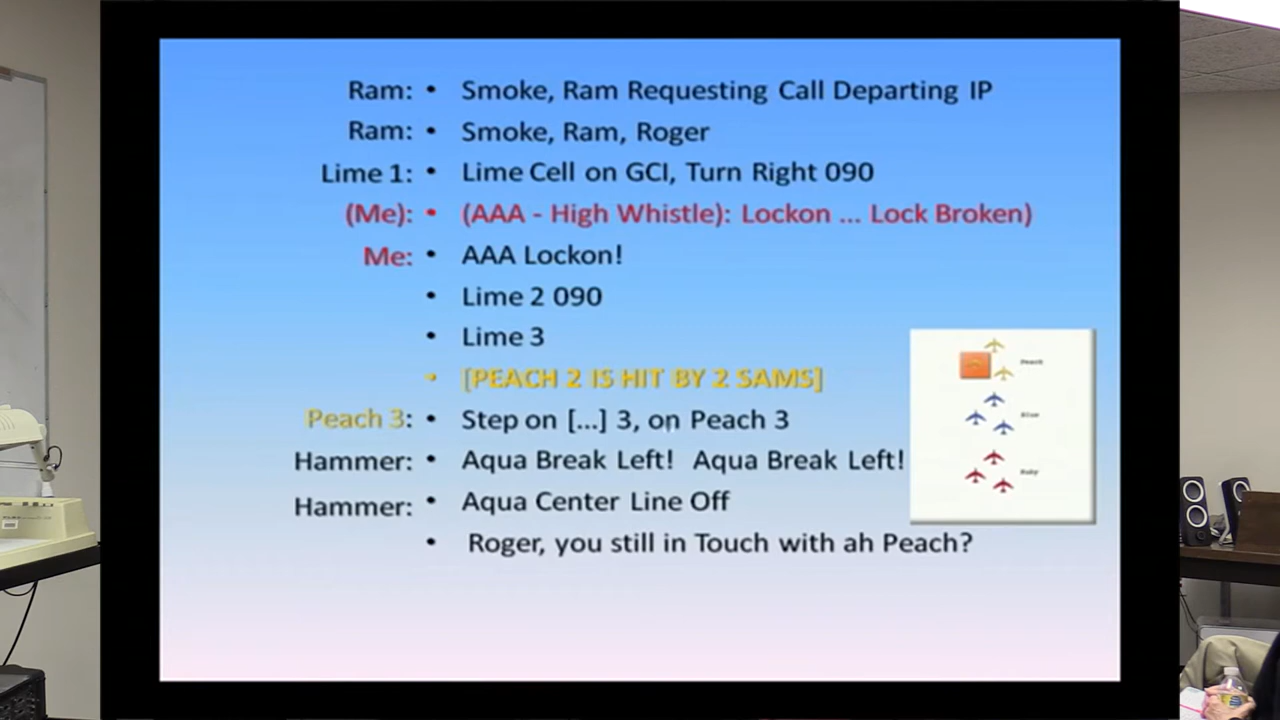 Ram: • Smoke, Ram Requesting Call Departing IP
Ram: • Smoke, Ram, Roger
Lime 1: • Lime Cell on GCI, Turn Right 090
(Me): • (AAA - High Whistle): Lockon ... Lock Broken)
Me: • AAA Lockon!
• Lime 2 090
• Lime 3
• [PEACH 2 IS HIT BY 2 SAMS]
Peach 3: • Step on [...] 3, on Peach 3
Hammer: • Aqua Break Left! Aqua Break Left!
Hammer: • Aqua Center Line Off
• Roger, you still in Touch with ah Peach?
Peach
Blue
Ruby